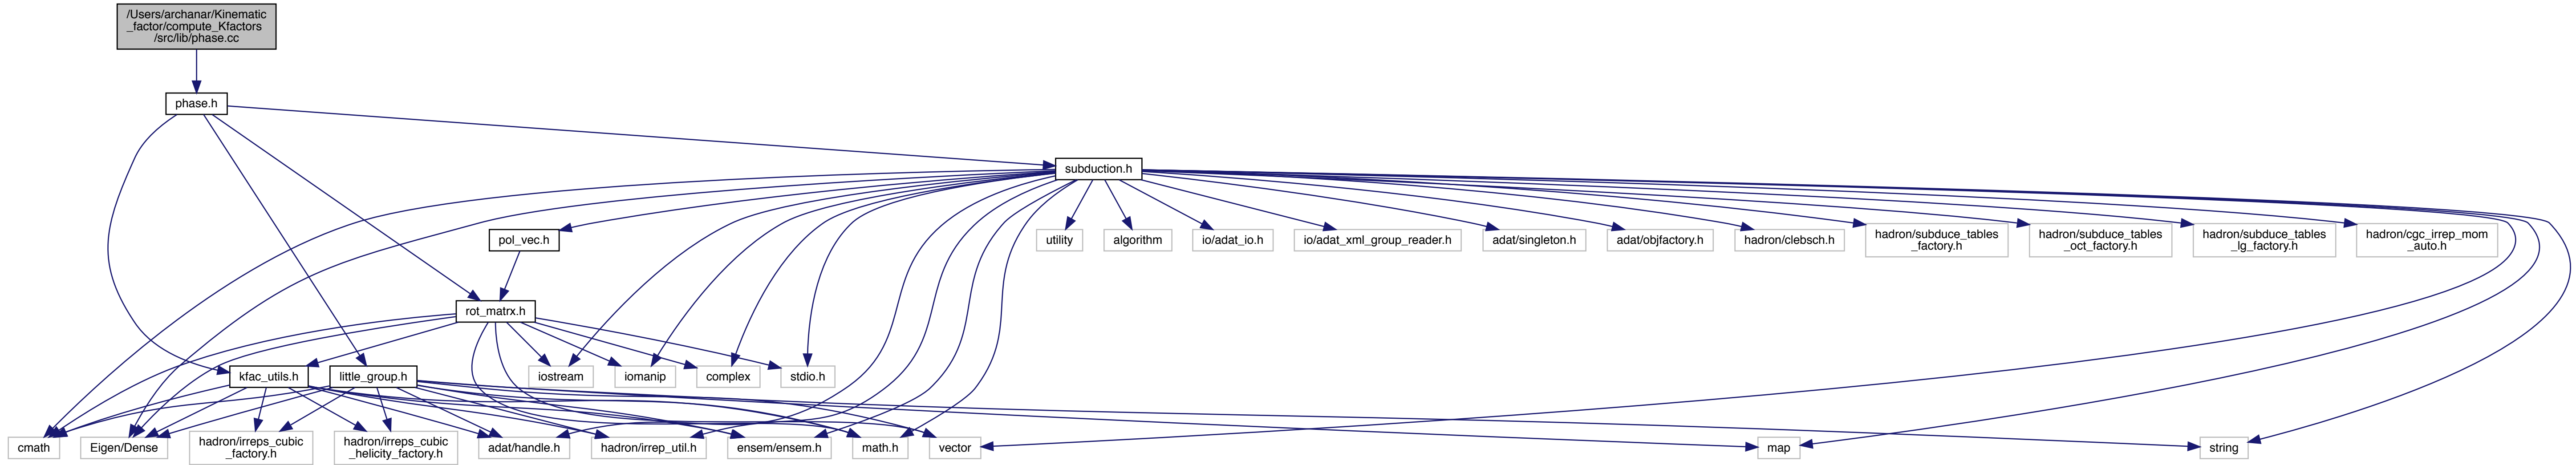 /Users/archanar/Kinematic
_factor/compute_Kfactors
/src/lib/phase.cc
phase.h
subduction.h
pol_vec.h
utility
algorithm
io/adat_io.h
io/adat_xml_group_reader.h
adat/singleton.h
adat/objfactory.h
hadron/clebsch.h
hadron/subduce_tables
_factory.h
hadron/subduce_tables
_oct_factory.h
hadron/subduce_tables
_lg_factory.h
hadron/cgc_irrep_mom
_auto.h
rot_matrx.h
kfac_utils.h
little_group.h
iostream
iomanip
complex
stdio.h
cmath
Eigen/Dense
hadron/irreps_cubic
_factory.h
hadron/irreps_cubic
_helicity_factory.h
adat/handle.h
hadron/irrep_util.h
ensem/ensem.h
math.h
vector
map
string